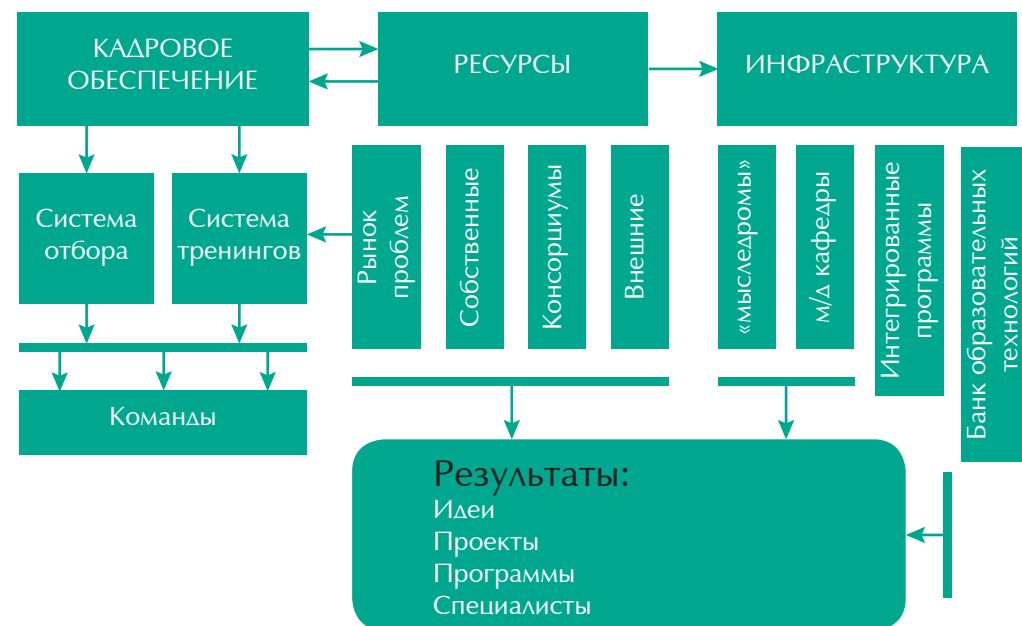 КАДРОВОЕ
ОБЕСПЕЧЕНИЕ
РЕСУРСЫ
ИНФРАСТРУКТУРА
Система
отбора
Система
тренингов
Рынок
проблем
Собственные
Консорциумы
Внешние
«мыследромы»
м/д кафедры
Интегрированные
программы
Банк образовательных
технологий
Команды
Результаты:
Идеи
Проекты
Программы
Специалисты